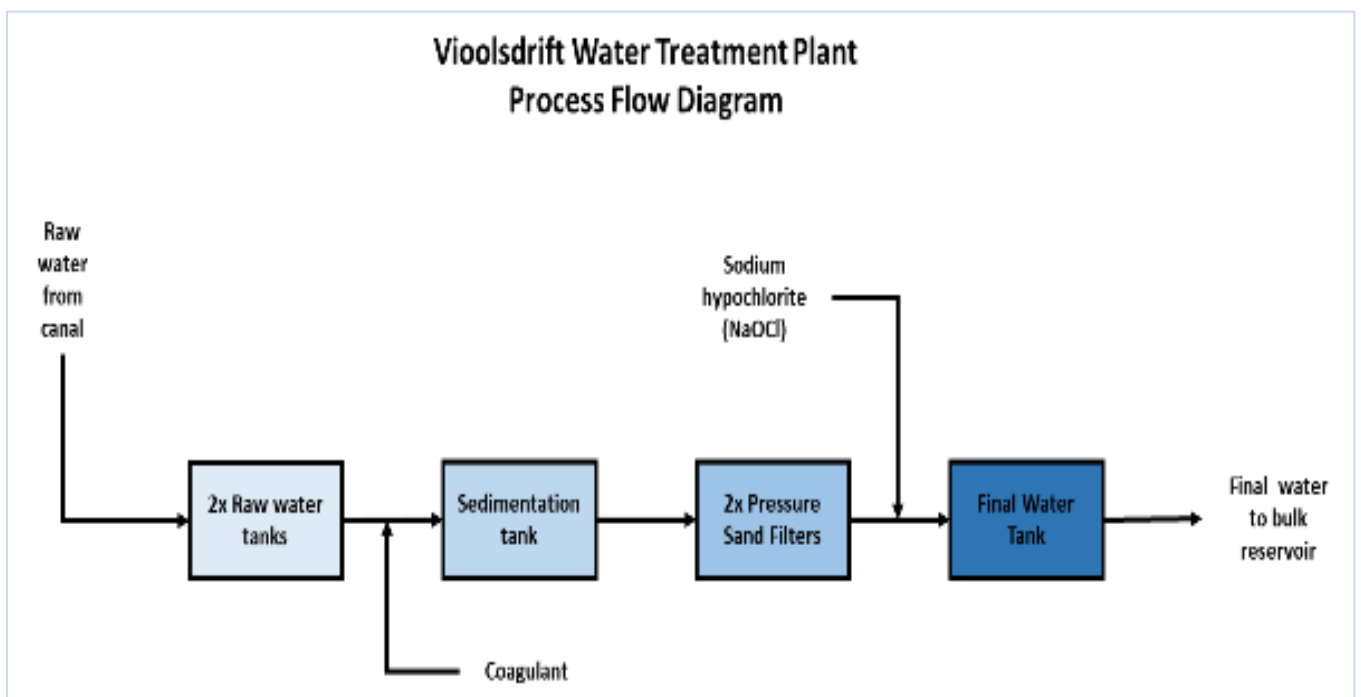 Vioolsdrift Water Treatment Plant
Process Flow Diagram
Raw
water
from
canal
Sodium
hypochlorite
(NaOCl)
2x Raw water
tanks
Sedimentation
tank
2x Pressure
Sand Filters
Final Water
Tank
Final water
to bulk
reservoir
Coagulant